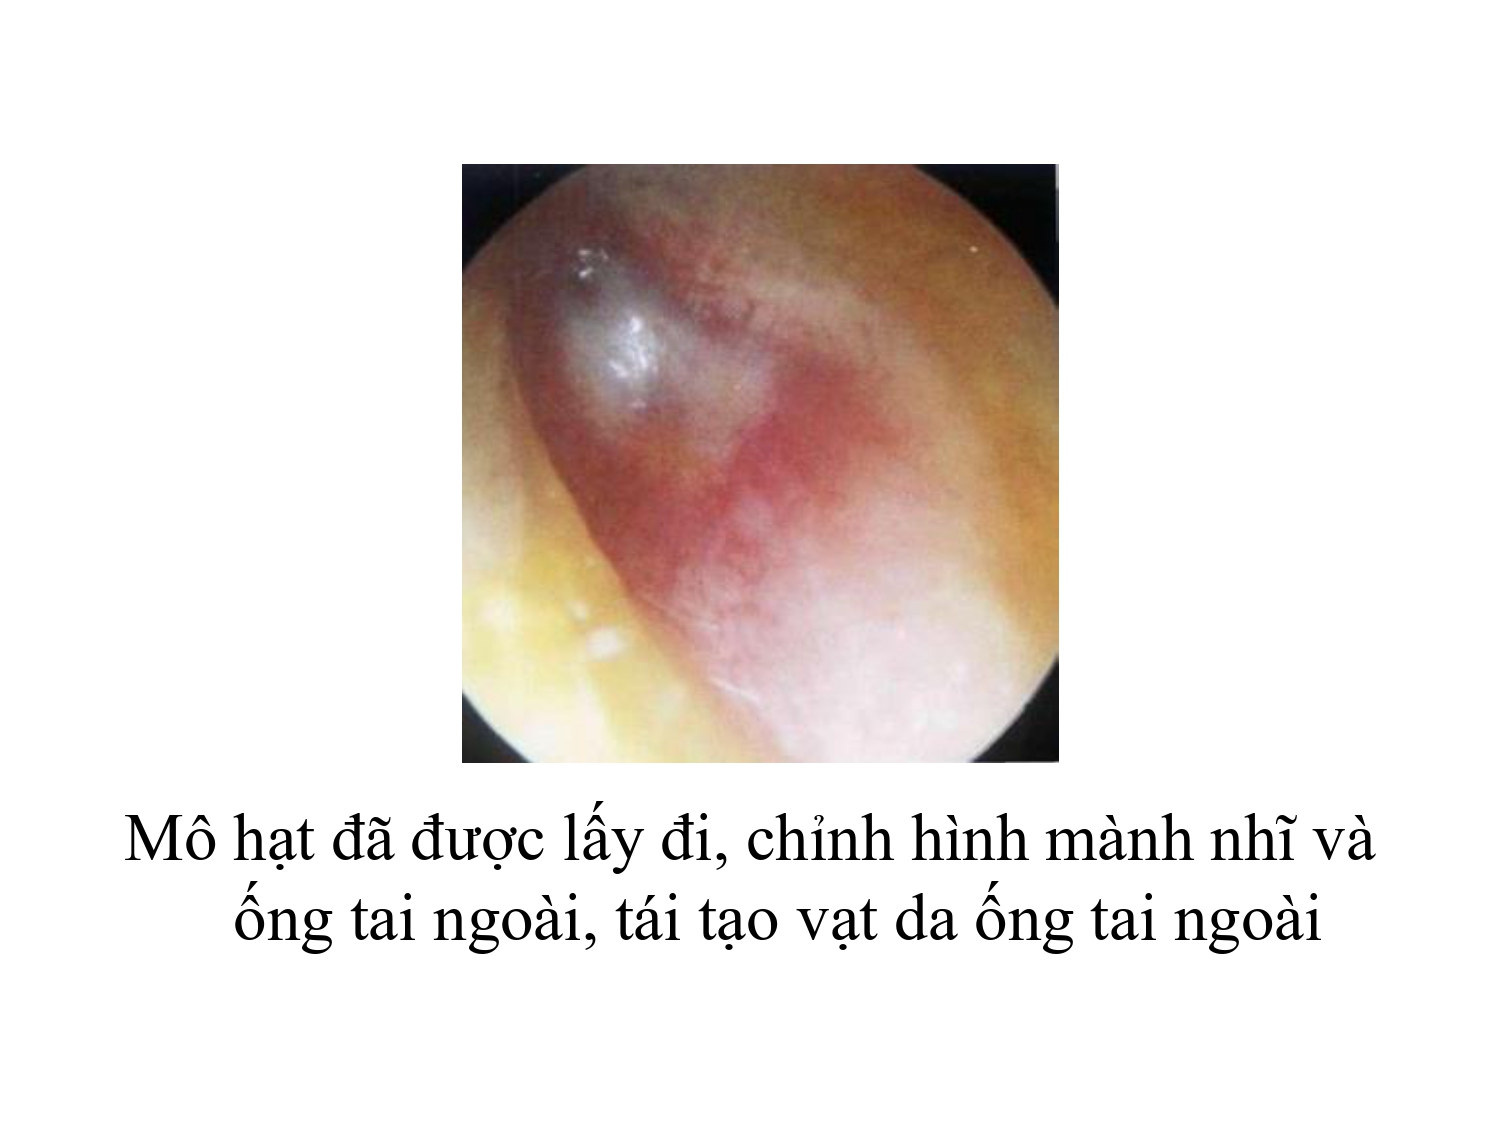 Mô hạt đã được lấy đi, chỉnh hình mành nhĩ và
ống tai ngoài, tái tạo vạt da ống tai ngoài